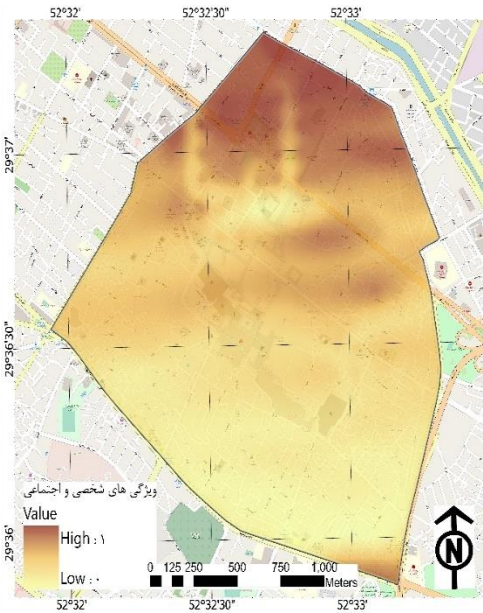 52°32' 52°32'30" 52°33'
29°37'
29°36'30"
29°36'
ویژگی های شخصی و اجتماعی
Value
High : ۱
Low : ۰
0 125 250 500 750 1,000
Meters
N
52°32' 52°32'30" 52°33'